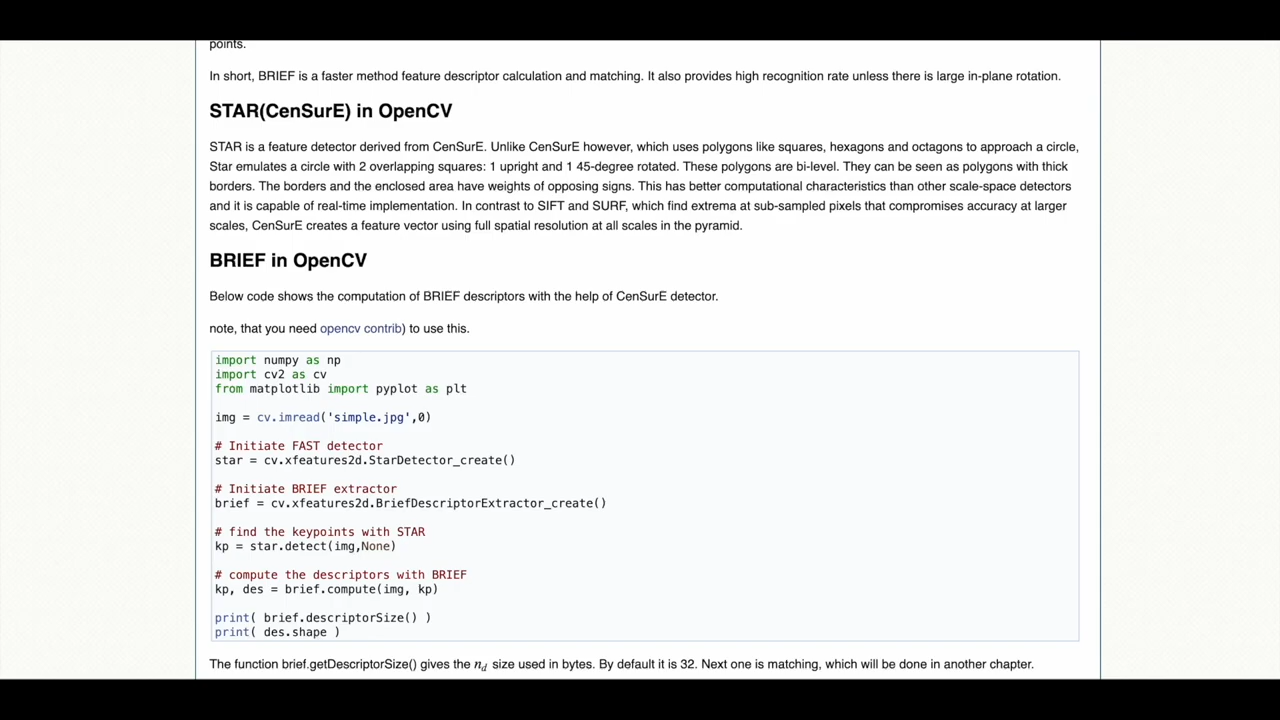 points.
In short, BRIEF is a faster method feature descriptor calculation and matching. It also provides high recognition rate unless there is large in-plane rotation.
STAR(CenSurE) in OpenCV
STAR is a feature detector derived from CenSurE. Unlike CenSurE however, which uses polygons like squares, hexagons and octagons to approach a circle,
Star emulates a circle with 2 overlapping squares: 1 upright and 1 45-degree rotated. These polygons are bi-level. They can be seen as polygons with thick
borders. The borders and the enclosed area have weights of opposing signs. This has better computational characteristics than other scale-space detectors
and it is capable of real-time implementation. In contrast to SIFT and SURF, which find extrema at sub-sampled pixels that compromises accuracy at larger
scales, CenSurE creates a feature vector using full spatial resolution at all scales in the pyramid.
BRIEF in OpenCV
Below code shows the computation of BRIEF descriptors with the help of CenSurE detector.
note, that you need opencv contrib) to use this.
import numpy as np
import cv2 as cv
from matplotlib import pyplot as plt
img = cv.imread('simple.jpg',0)
# Initiate FAST detector
star = cv.xfeatures2d.StarDetector_create()
# Initiate BRIEF extractor
brief = cv.xfeatures2d.BriefDescriptorExtractor_create()
# find the keypoints with STAR
kp = star.detect(img,None)
# compute the descriptors with BRIEF
kp, des = brief.compute(img, kp)
print( brief.descriptorSize() )
print( des.shape )
The function brief.getDescriptorSize() gives the n_d size used in bytes. By default it is 32. Next one is matching, which will be done in another chapter.